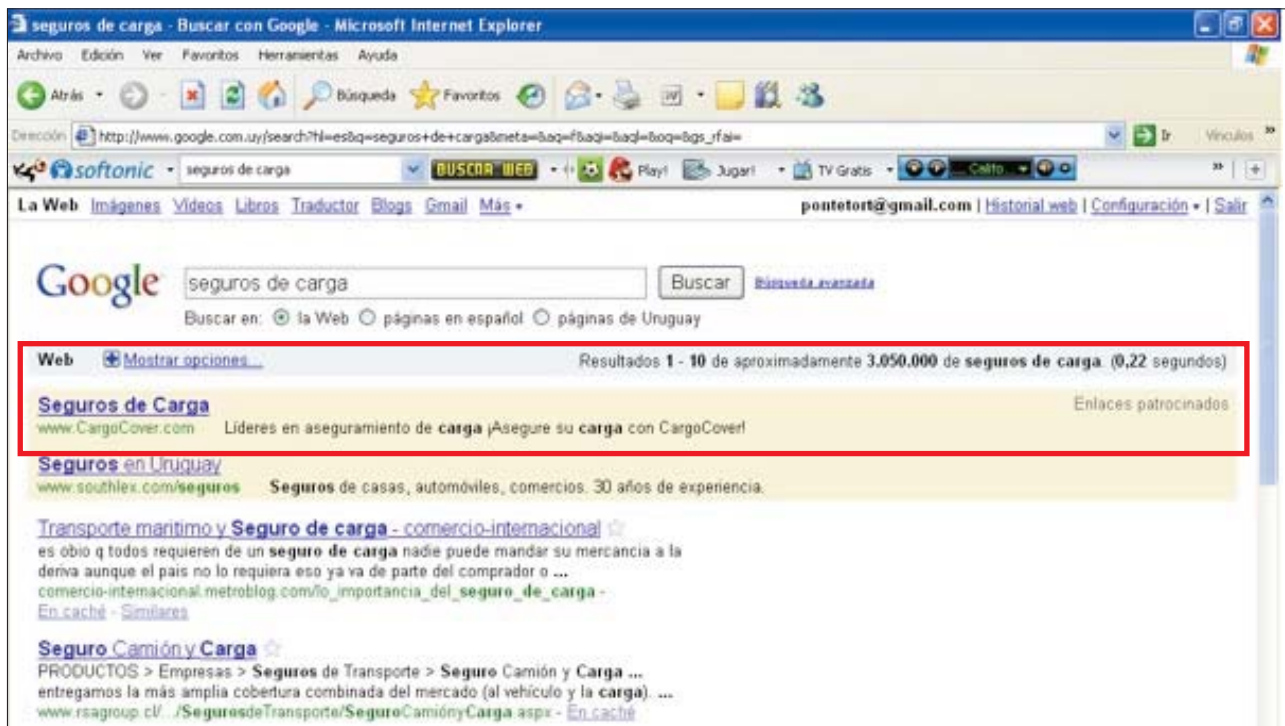 seguros de carga - Buscar con Google - Microsoft Internet Explorer
Archivo Edición Ver Favoritos Herramientas Ayuda
Atrás Búsqueda Favoritos
Dirección http://www.google.com.uy/search?hl=es&q=seguros+de+carga&meta=&aq=f&aqi=&aql=&oq=&gs_rfai= Ir Vínculos
softonic seguros de carga BUSCAR WEB Play! Jugar! TV Gratis
La Web Imágenes Vídeos Libros Traductor Blogs Gmail Más pontetort@gmail.com | Historial web | Configuración | Salir
Google seguros de carga Buscar Búsqueda avanzada
Buscar en: la Web páginas en español páginas de Uruguay
Web Mostrar opciones... Resultados 1 - 10 de aproximadamente 3.050.000 de seguros de carga. (0,22 segundos)
Seguros de Carga Enlaces patrocinados
www.CargoCover.com Líderes en aseguramiento de carga ¡Asegure su carga con CargoCover!
Seguros en Uruguay
www.southlex.com/seguros Seguros de casas, automóviles, comercios. 30 años de experiencia.
Transporte maritimo y Seguro de carga - comercio-internacional
es obio q todos requieren de un seguro de carga nadie puede mandar su mercancia a la
deriva aunque el pais no lo requiera eso ya va de parte del comprador o ...
comercio-internacional.metroblog.com/lo_importancia_del_seguro_de_carga -
En caché - Similares
Seguro Camión y Carga
PRODUCTOS > Empresas > Seguros de Transporte > Seguro Camión y Carga ...
entregamos la más amplia cobertura combinada del mercado (al vehículo y la carga). ...
www.rsagroup.cl/.../SegurosdeTransporte/SeguroCamiónyCarga.aspx - En caché